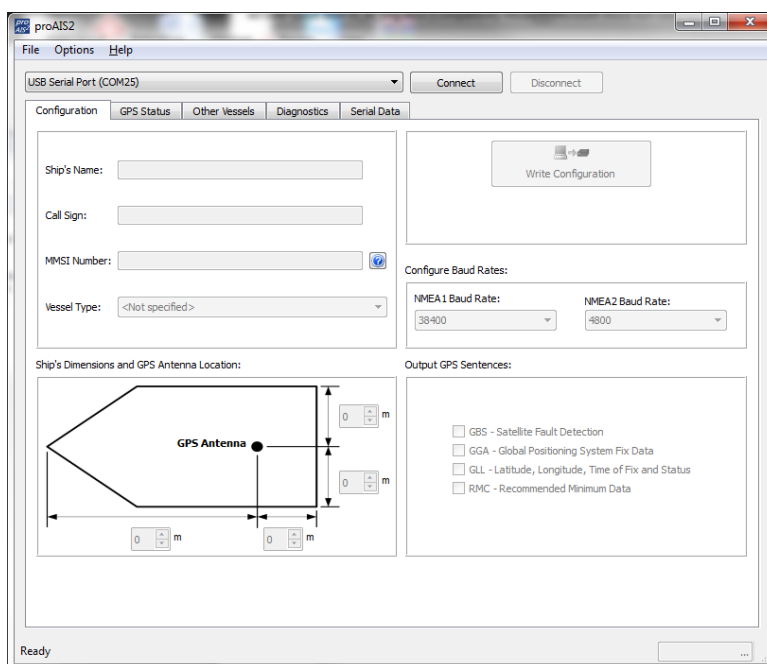 proAIS2
File Options Help
USB Serial Port (COM25)
Connect
Disconnect
Configuration
GPS Status
Other Vessels
Diagnostics
Serial Data
Ship's Name:
Call Sign:
MMSI Number:
Vessel Type:
<Not specified>
Write Configuration
Configure Baud Rates:
NMEA1 Baud Rate:
NMEA2 Baud Rate:
38400
4800
Ship's Dimensions and GPS Antenna Location:
GPS Antenna
0 m
0 m
0 m
0 m
Output GPS Sentences:
GBS - Satellite Fault Detection
GGA - Global Positioning System Fix Data
GLL - Latitude, Longitude, Time of Fix and Status
RMC - Recommended Minimum Data
Ready
...